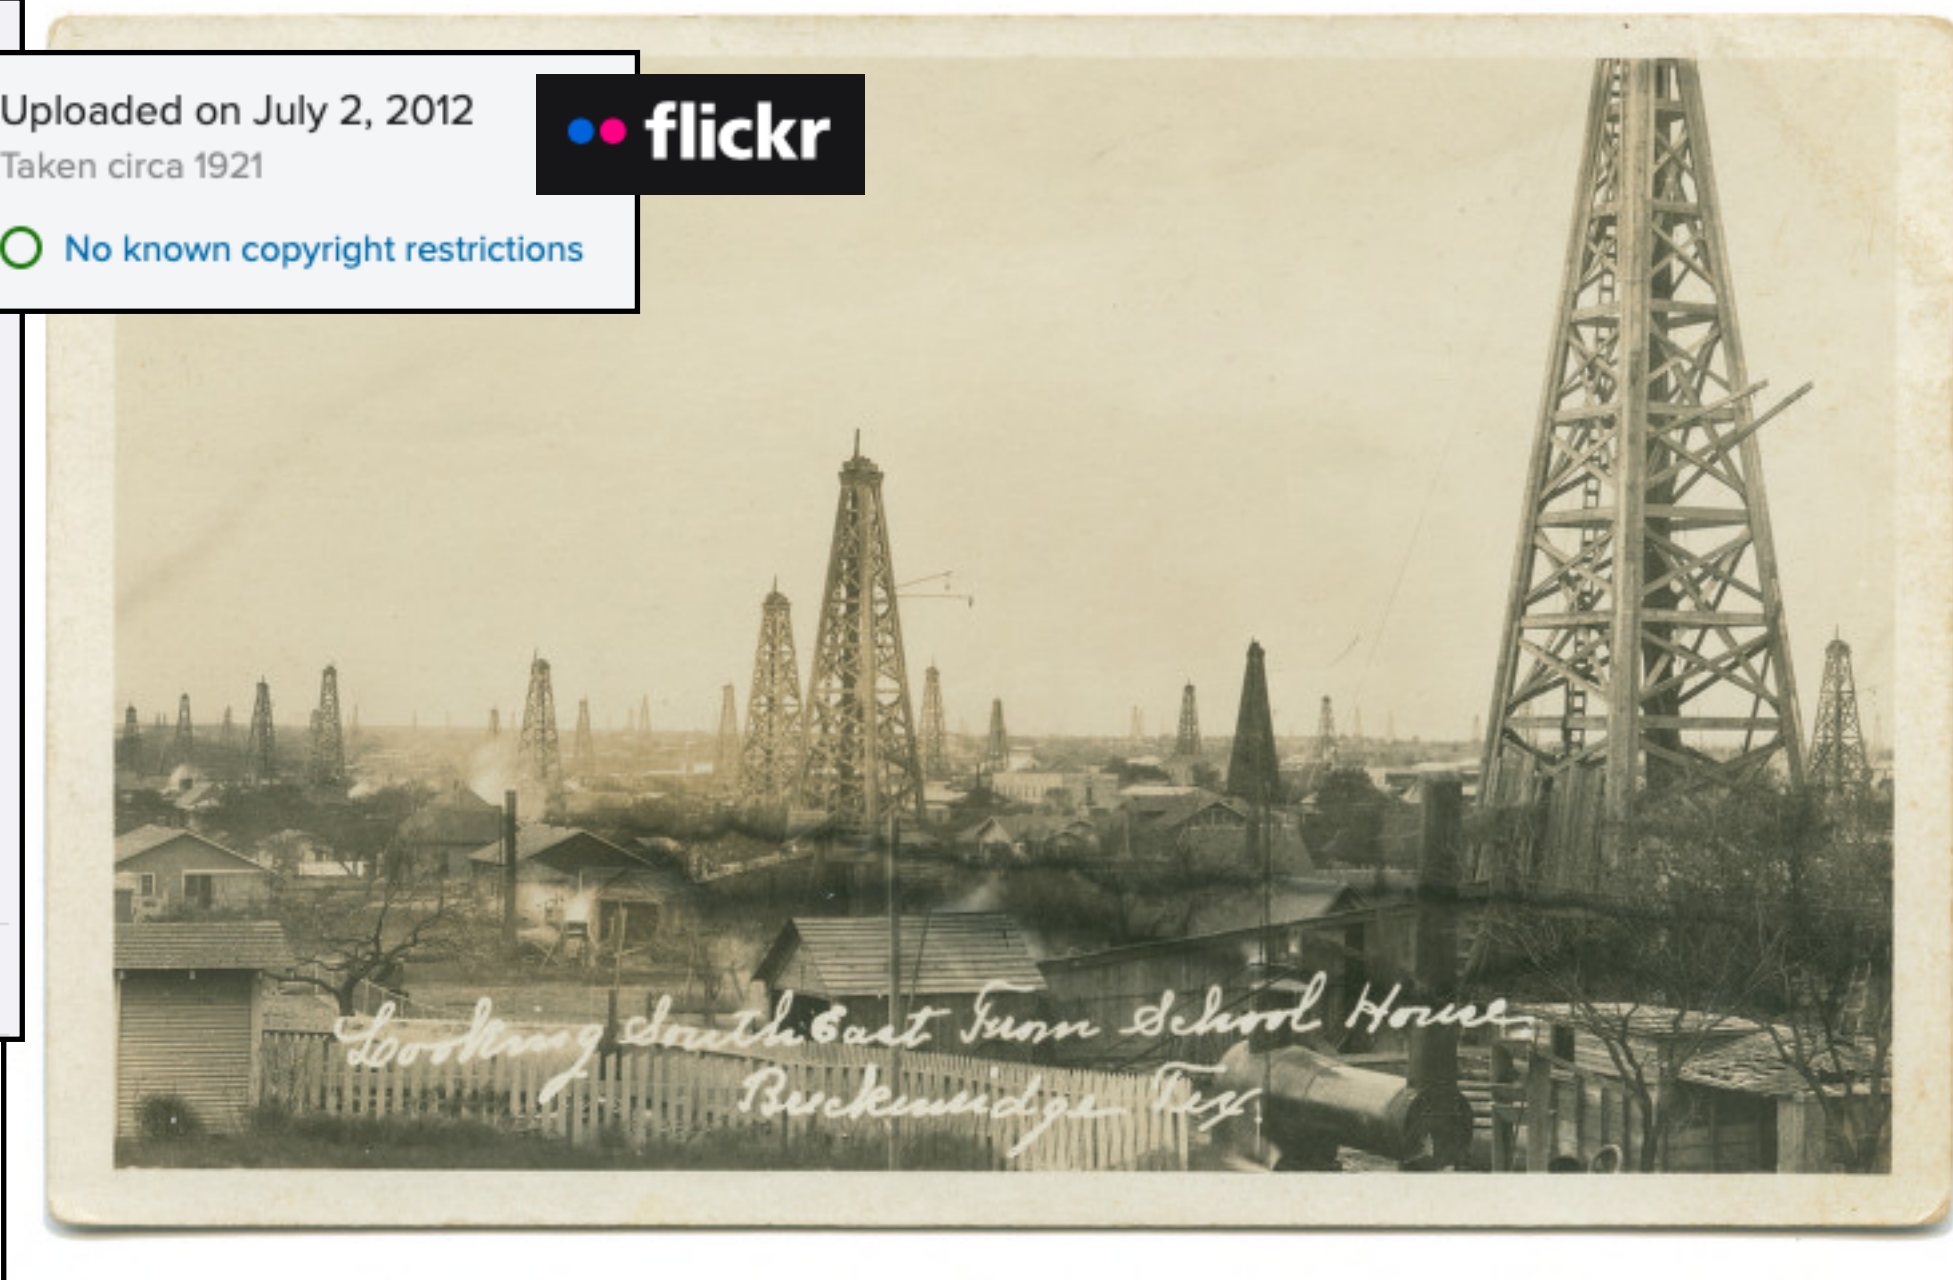 Uploaded on July 2, 2012
flickr
Taken circa 1921
No known copyright restrictions
Looking South East From School House
Breckenridge Tex.